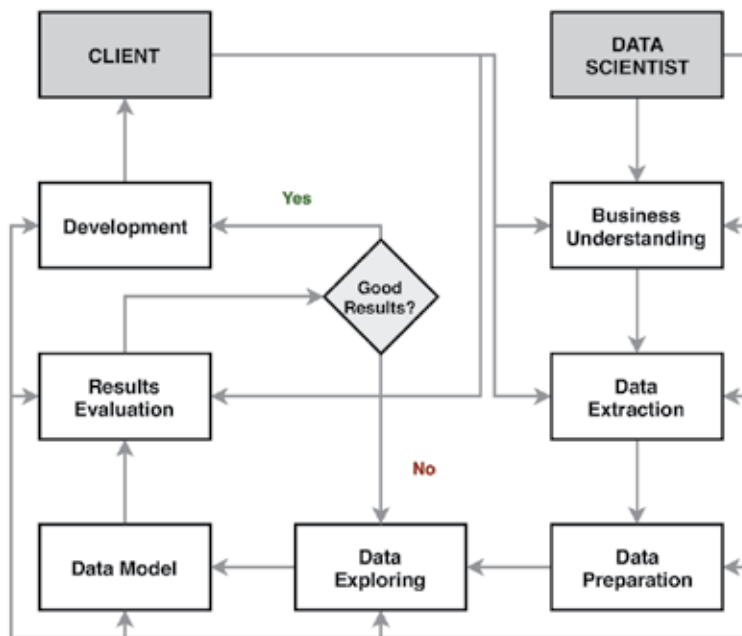 CLIENT
DATA
SCIENTIST
Development
Yes
Business
Understanding
Good
Results?
Results
Evaluation
Data
Extraction
No
Data Model
Data
Exploring
Data
Preparation